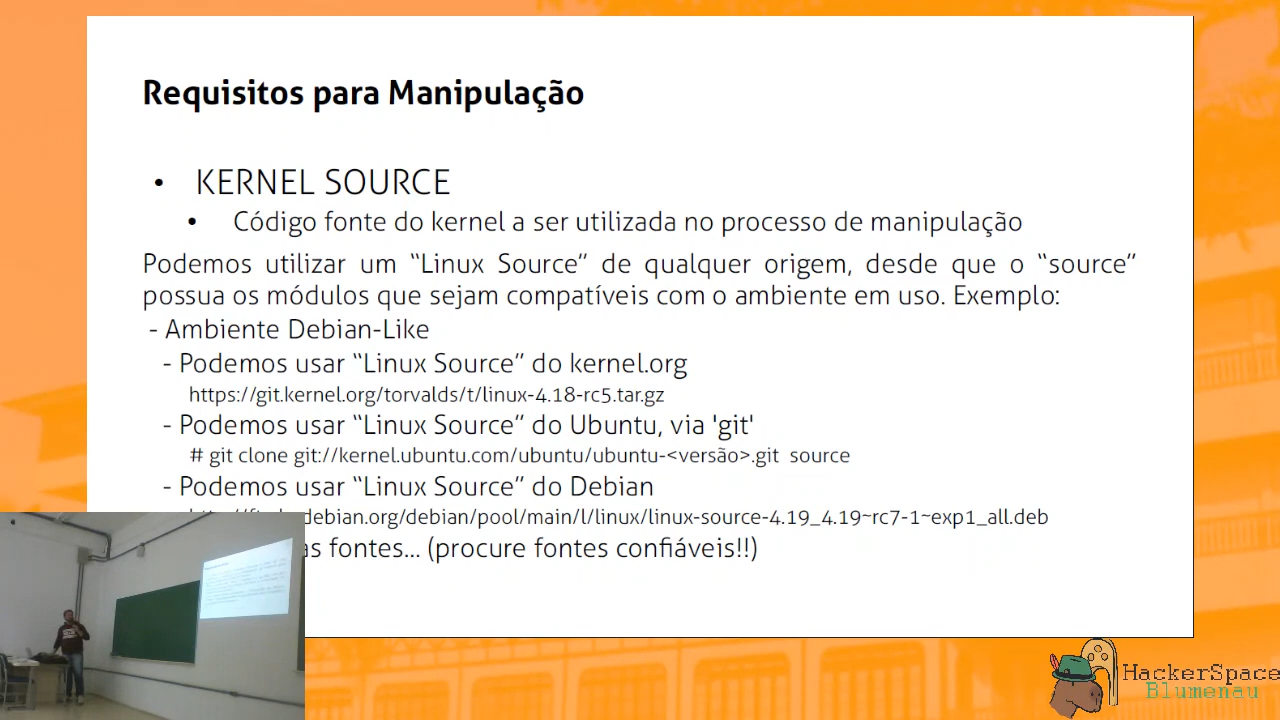 Requisitos para Manipulação
• KERNEL SOURCE
• Código fonte do kernel a ser utilizada no processo de manipulação
Podemos utilizar um “Linux Source” de qualquer origem, desde que o “source”
possua os módulos que sejam compatíveis com o ambiente em uso. Exemplo:
- Ambiente Debian-Like
- Podemos usar “Linux Source” do kernel.org
https://git.kernel.org/torvalds/t/linux-4.18-rc5.tar.gz
- Podemos usar “Linux Source” do Ubuntu, via 'git'
# git clone git://kernel.ubuntu.com/ubuntu/ubuntu-<versão>.git source
- Podemos usar “Linux Source” do Debian
debian.org/debian/pool/main/l/linux/linux-source-4.19_4.19~rc7-1~exp1_all.deb
fontes... (procure fontes confiáveis!!)
HackerSpace
Blumenau